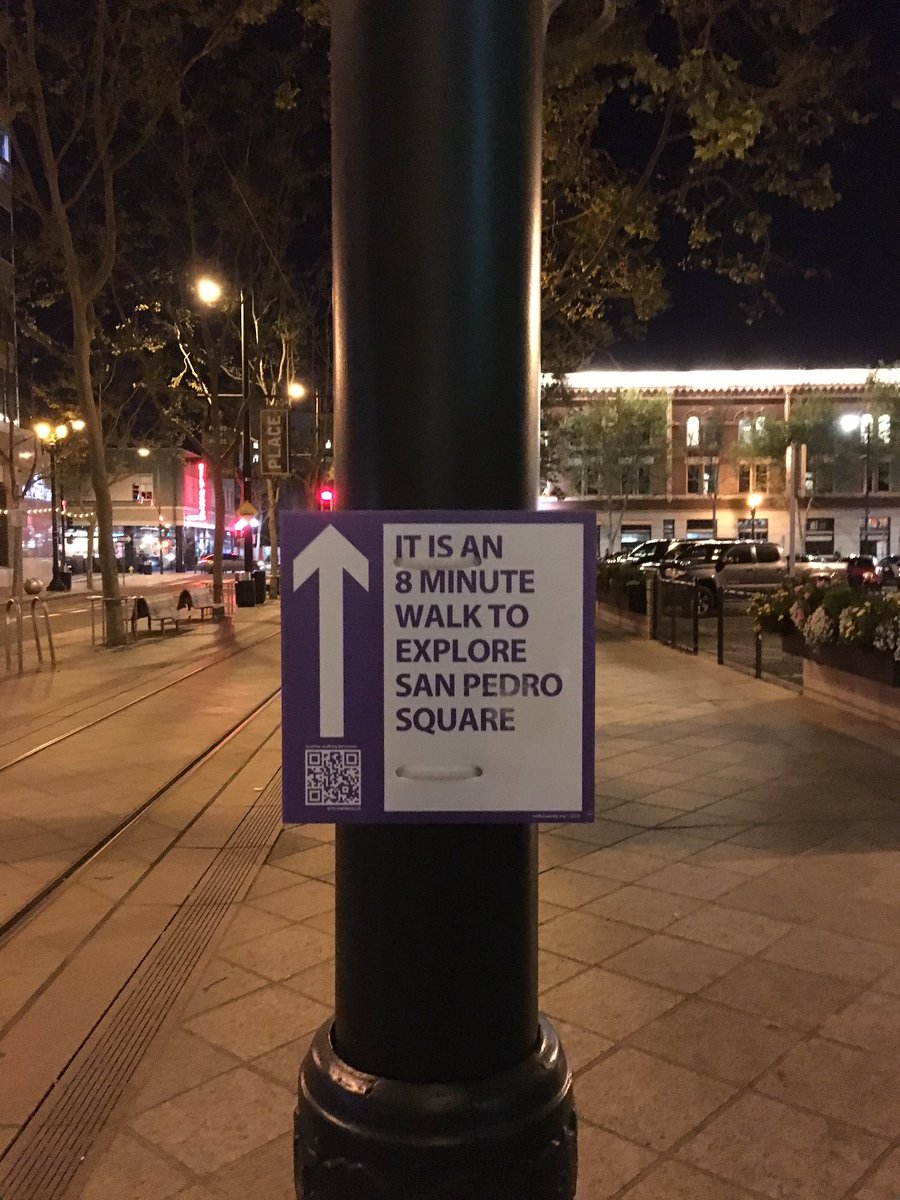 PLACE
IT IS AN
8 MINUTE
WALK TO
EXPLORE
SAN PEDRO
SQUARE